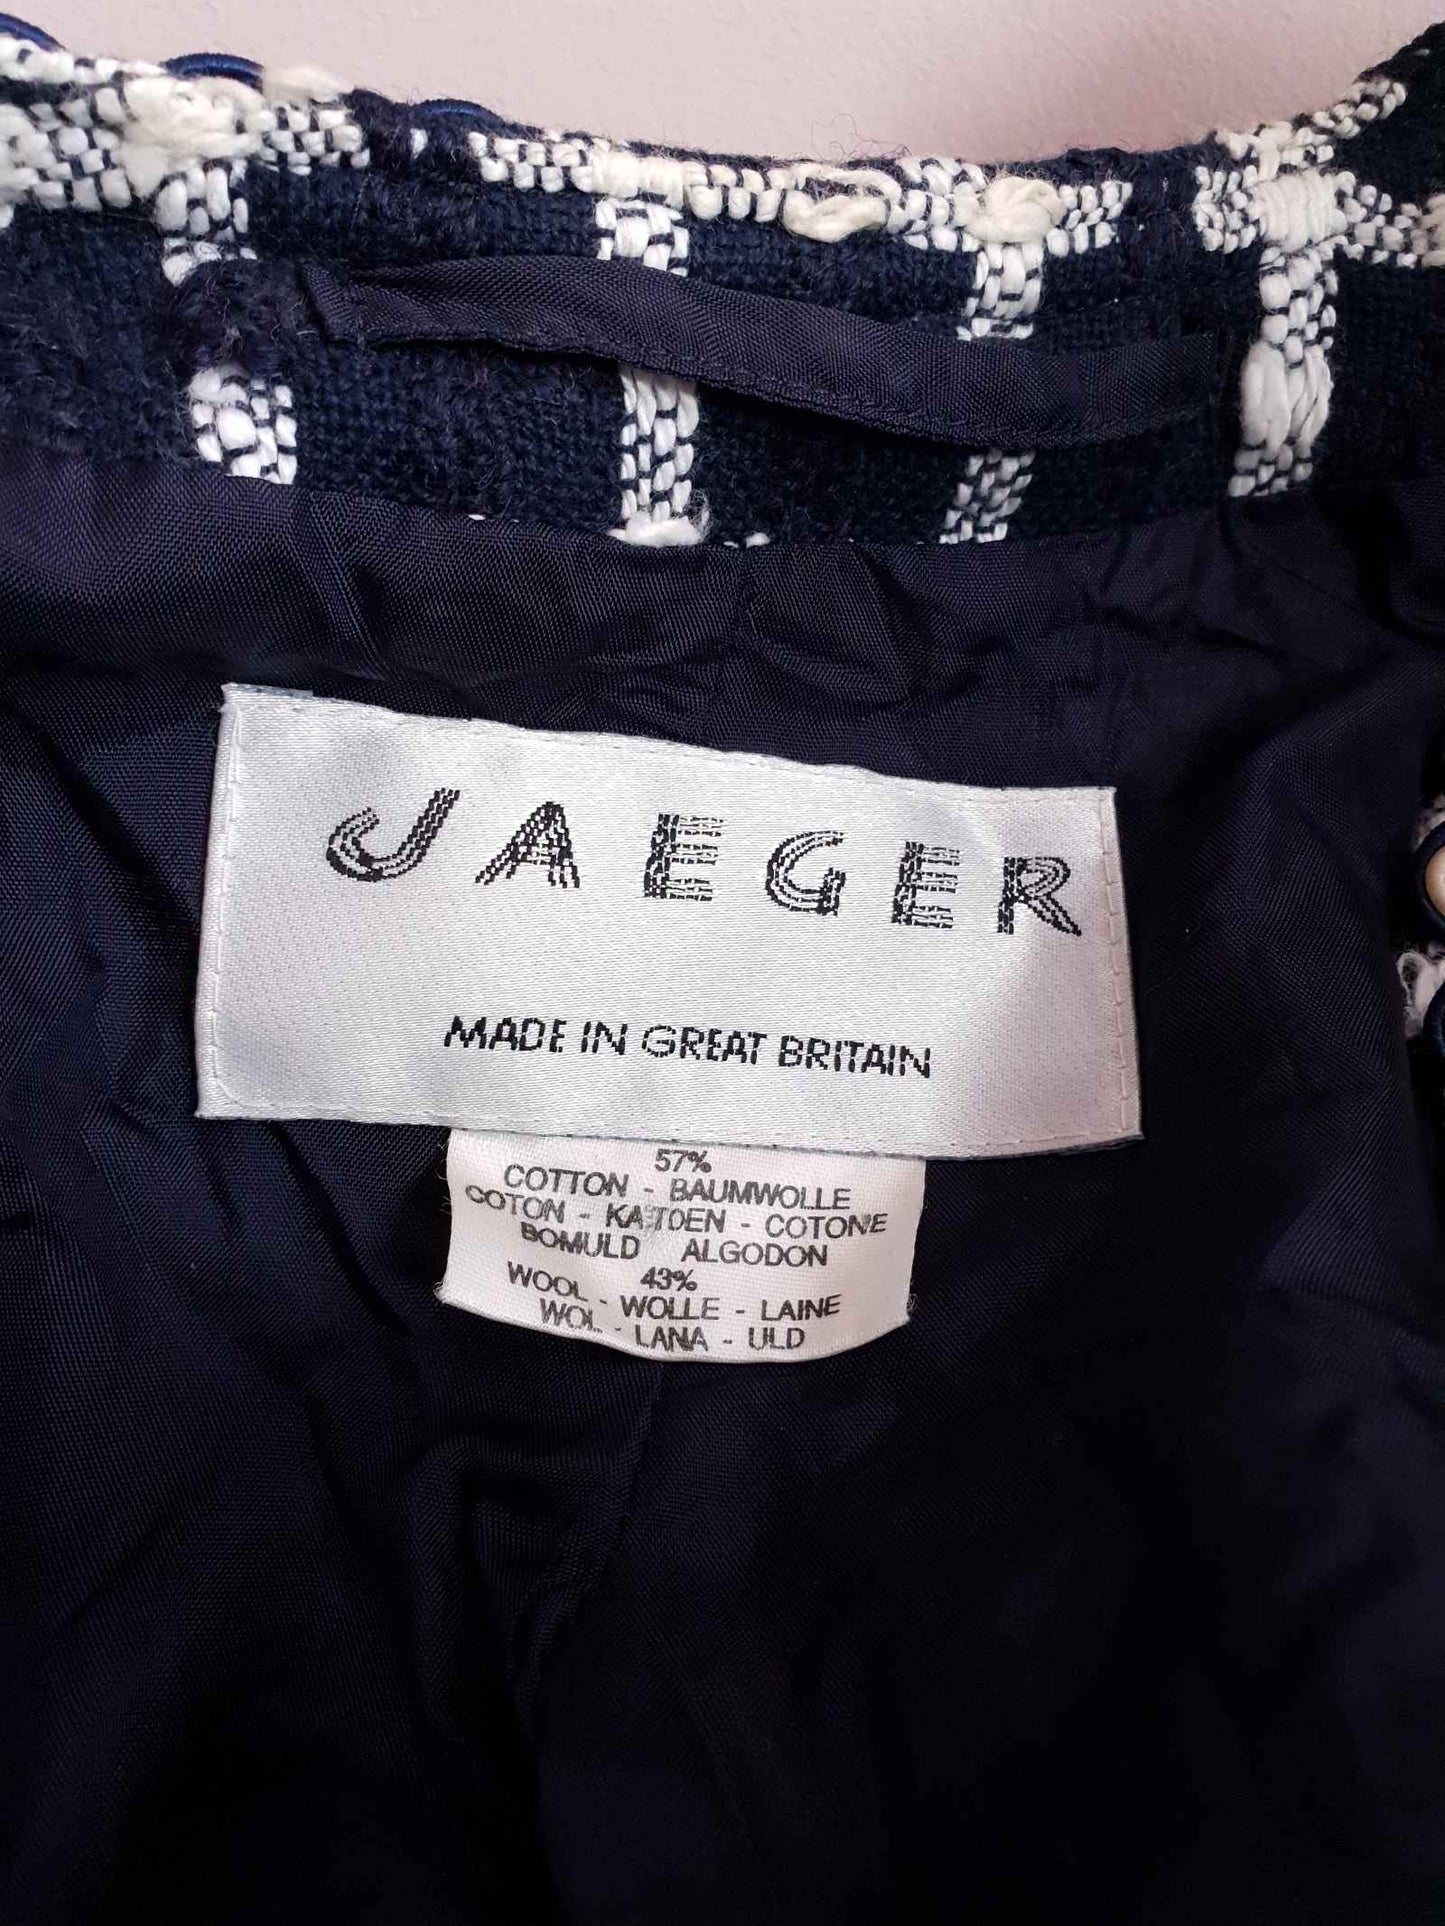 JAEGER
MADE IN GREAT BRITAIN
57%
COTTON - BAUMWOLLE
COTON - KATOEN - COTONE
BOMULD ALGODON
43%
WOOL - WOLLE - LAINE
WOL - LANA - ULD